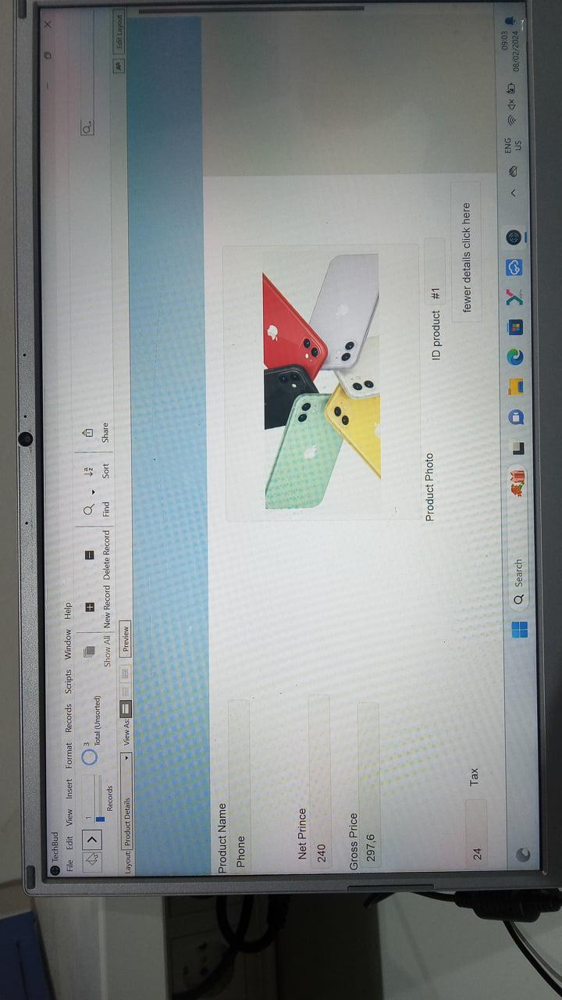 TechBud
File Edit View Insert Format Records Scripts Window Help
1
3
Total (Unsorted)
Records
Show All New Record Delete Record Find Sort Share
Layout: Product Details View As: Preview Aa Edit Layout
Product Name
Phone
Net Prince
240
Gross Price
297,6
24 Tax
Product Photo
ID product #1
fewer details click here
Search
ENG
US
09:03
08/02/2024